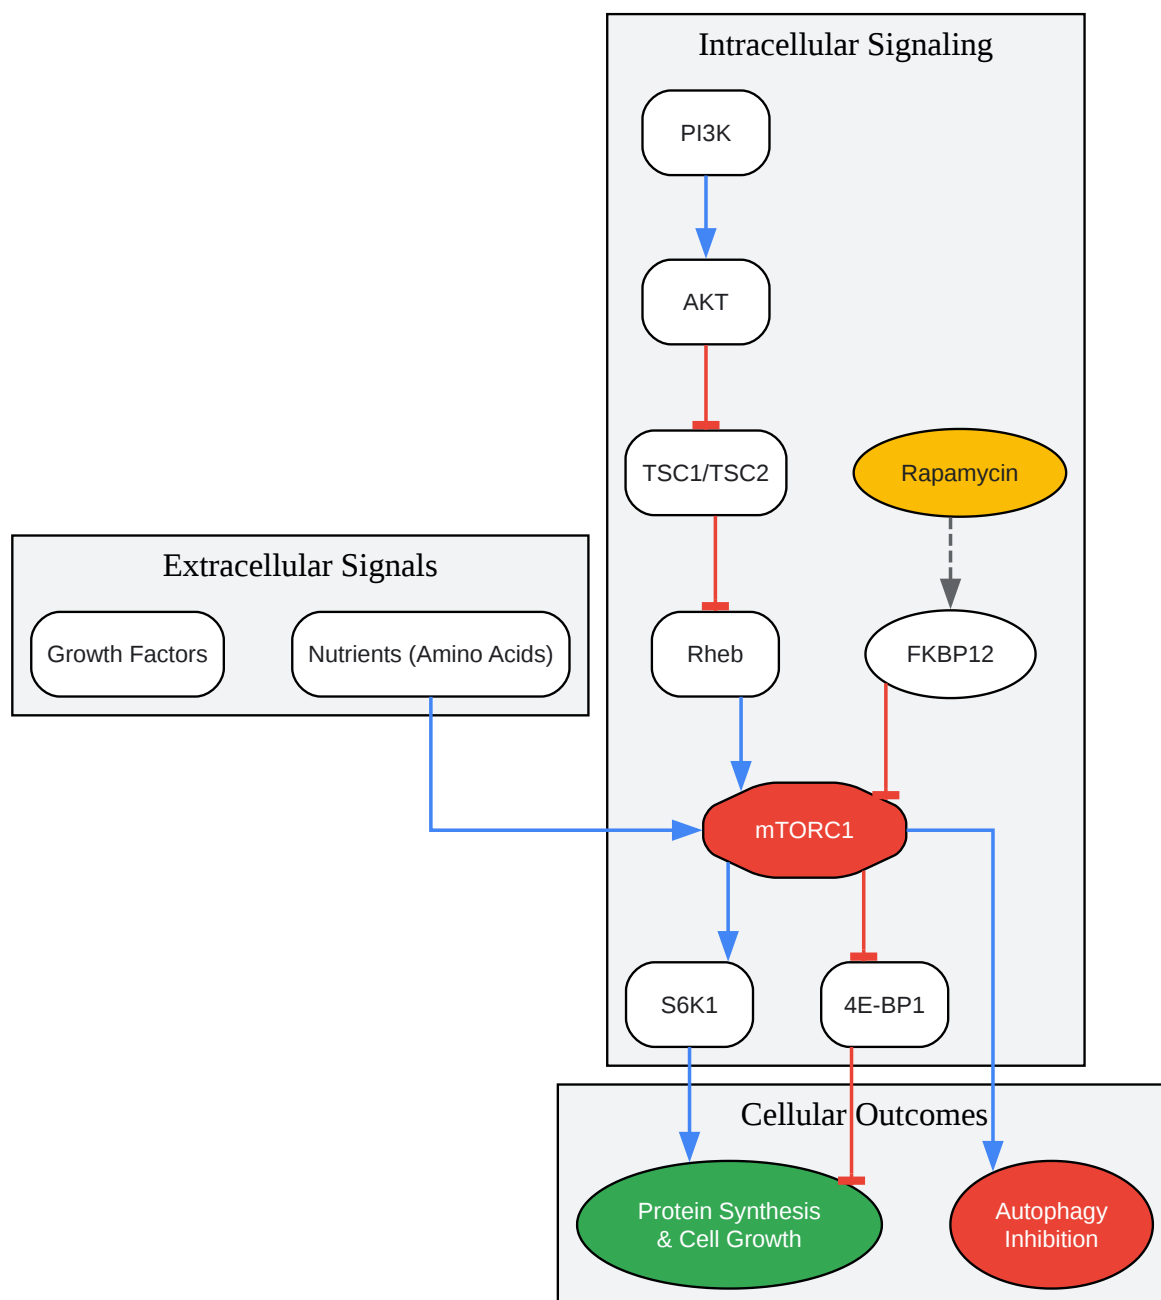 Intracellular Signaling
PI3K
AKT
TSC1/TSC2
Rapamycin
Extracellular Signals
Growth Factors
Nutrients (Amino Acids)
Rheb
FKBP12
mTORC1
S6K1
4E-BP1
Cellular Outcomes
Protein Synthesis
& Cell Growth
Autophagy
Inhibition